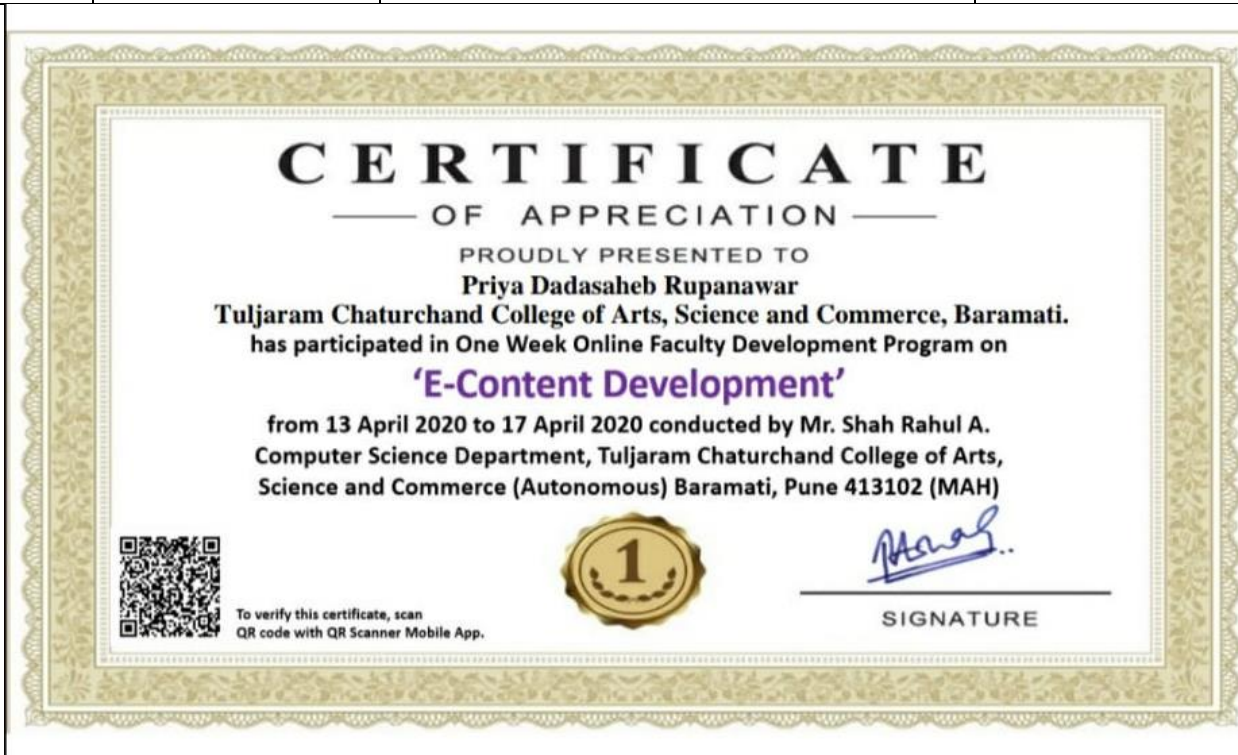 CERTIFICATE
OF APPRECIATION
PROUDLY PRESENTED TO
Priya Dadasaheb Rupanawar
Tuljaram Chaturchand College of Arts, Science and Commerce, Baramati.
has participated in One Week Online Faculty Development Program on
‘E-Content Development’
from 13 April 2020 to 17 April 2020 conducted by Mr. Shah Rahul A.
Computer Science Department, Tuljaram Chaturchand College of Arts,
Science and Commerce (Autonomous) Baramati, Pune 413102 (MAH)
1
To verify this certificate, scan
QR code with QR Scanner Mobile App.
SIGNATURE